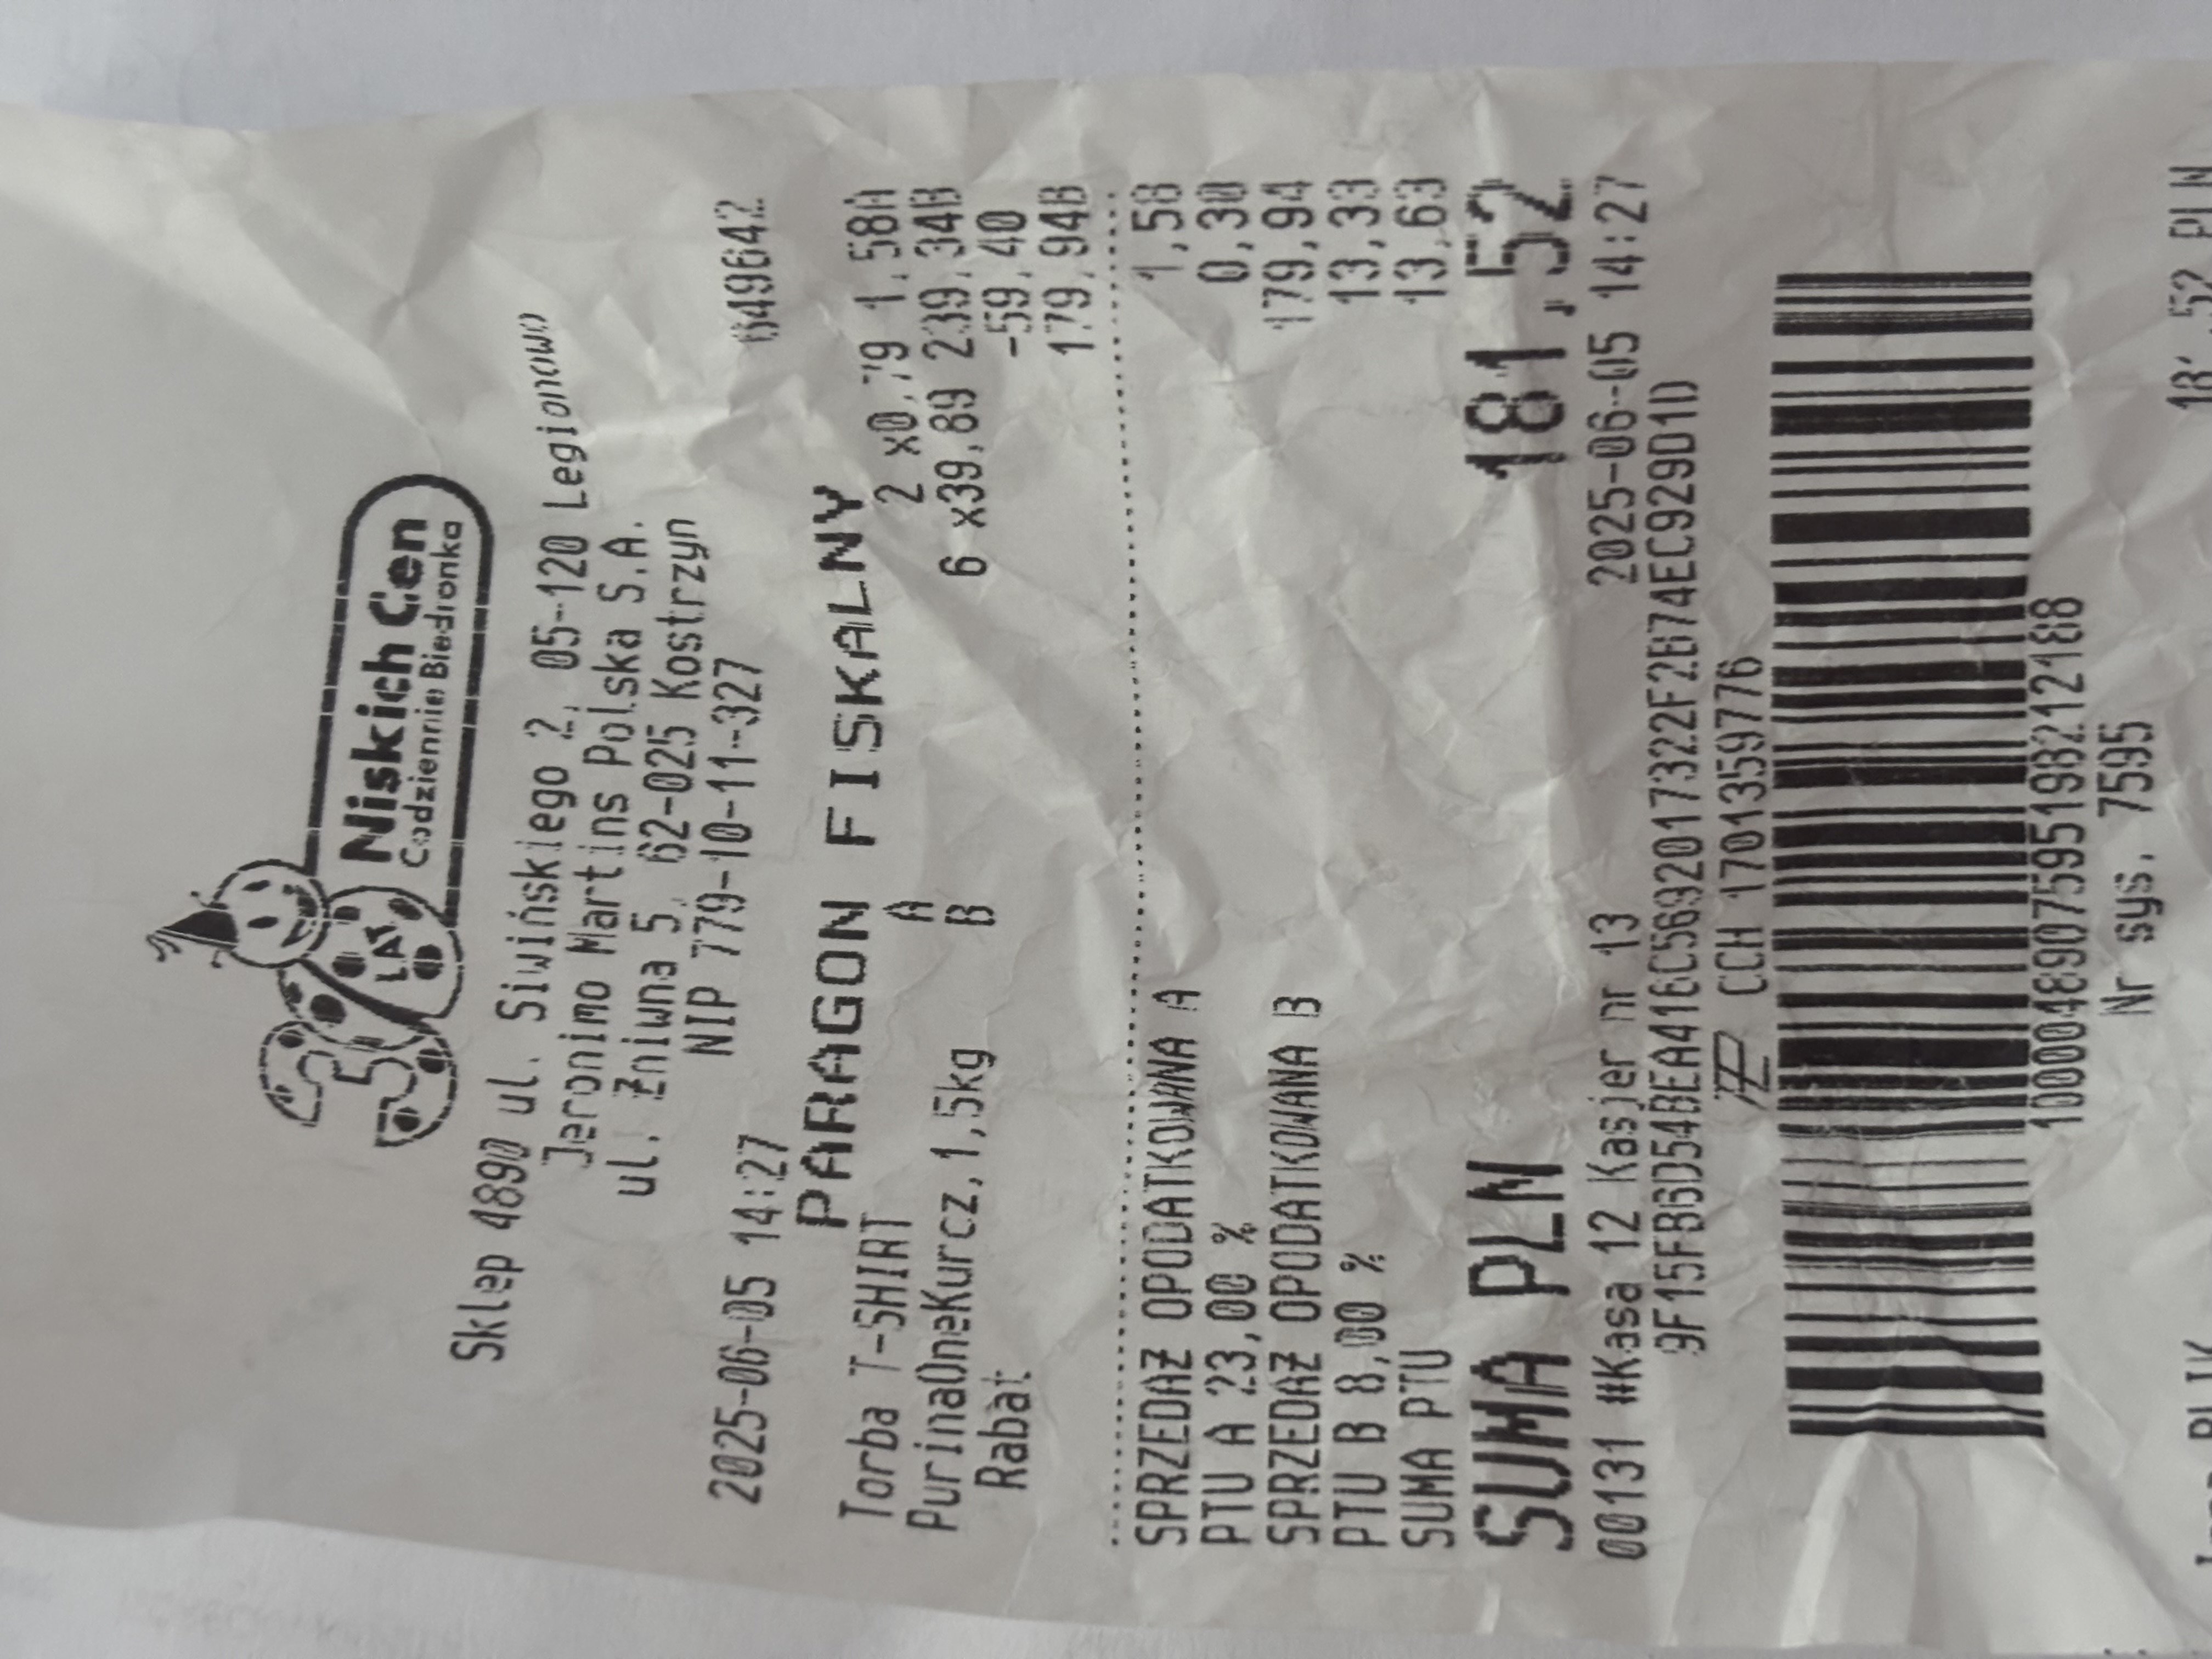 35 LAT
Niskich Cen
Codziennie Biedronka
Sklep 4890 ul. Siwińskiego 2, 05-120 Legionowo
Jeronimo Martins Polska S.A.
ul. Żniwna 5, 62-025 Kostrzyn
NIP 779-10-11-327
2025-06-05 14:27 649642
PARAGON FISKALNY
Torba T-SHIRT A 2 x0,79 1,58A
PurinaOneKurcz,1,5kg B 6 x39,89 239,34B
Rabat -59,40
179,94B
SPRZEDAŻ OPODATKOWANA A 1,58
PTU A 23,00 % 0,30
SPRZEDAŻ OPODATKOWANA B 179,94
PTU B 8,00 % 13,33
SUMA PTU 13,63
SUMA PLN 181,52
00131 #Kasa 12 Kasjer nr 13 2025-06-05 14:27
CCH 1701359776
1000489075951982121 88
Nr sys. 7595